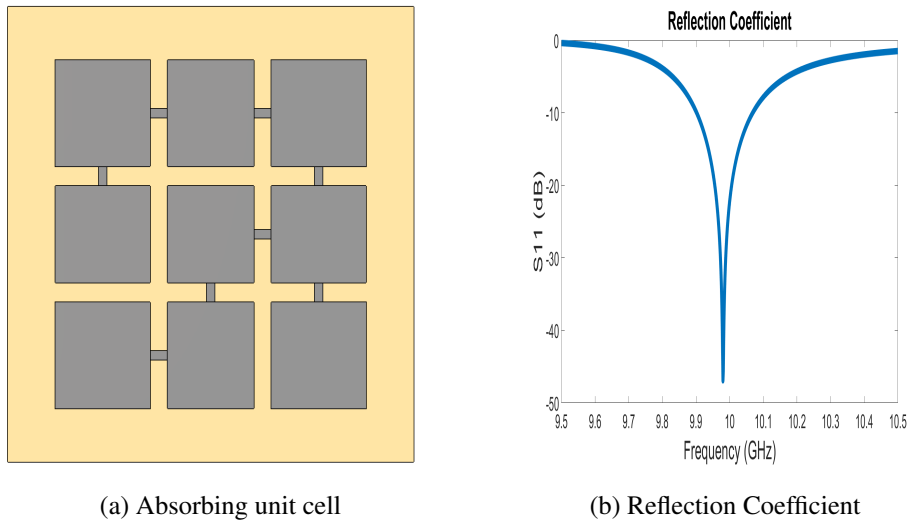 Reflection Coefficient
0
-10
-20
-30
-40
-50
S11 (dB)
9.5 9.6 9.7 9.8 9.9 10 10.1 10.2 10.3 10.4 10.5
Frequency (GHz)
(a) Absorbing unit cell
(b) Reflection Coefficient